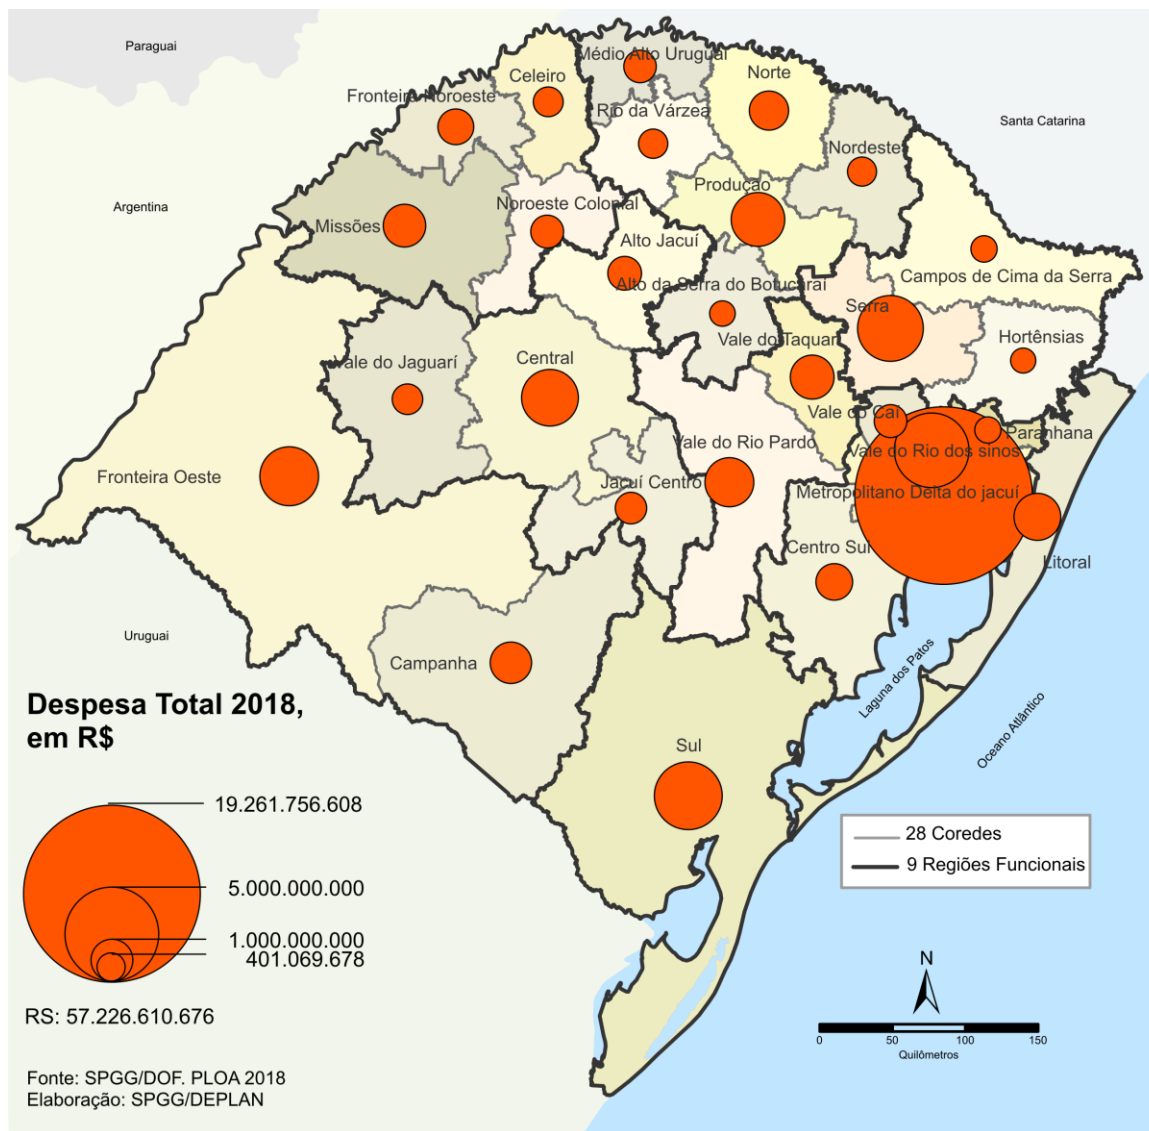 Paraguai
Médio Alto Uruguai
Celeiro
Norte
Fronteira Noroeste
Rio da Várzea
Santa Catarina
Nordeste
Argentina
Produção
Noroeste Colonial
Missões
Alto Jacuí
Campos de Cima da Serra
Alto da Serra do Botucaraí
Serra
Hortênsias
Vale do Taquari
Vale do Jaguarí
Central
Vale do Caí
Paranhana
Vale do Rio Pardo
Vale do Rio dos sinos
Fronteira Oeste
Jacuí Centro
Metropolitano Delta do jacuí
Centro Sul
Litoral
Uruguai
Campanha
Laguna dos Patos
Oceano Atlântico
Sul
Despesa Total 2018,
em R$
19.261.756.608
5.000.000.000
1.000.000.000
401.069.678
RS: 57.226.610.676
28 Coredes
9 Regiões Funcionais
N
0 50 100 150
Quilômetros
Fonte: SPGG/DOF. PLOA 2018
Elaboração: SPGG/DEPLAN